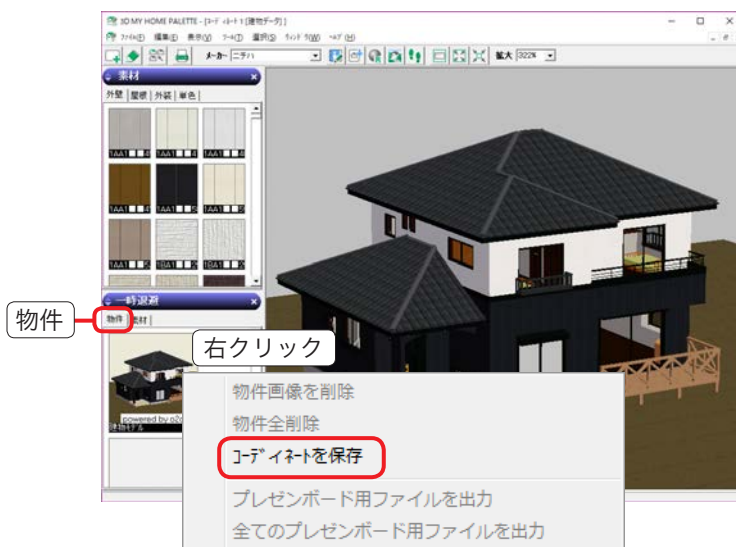 3D MY HOME PALETTE - [ｺｰﾃﾞｨﾈｰﾄ 1 [建物ﾃﾞｰﾀ] ]
ﾌｧｲﾙ(F) 編集(E) 表示(V) ﾂｰﾙ(T) 選択(S) ｳｨﾝﾄﾞｳ(W) ﾍﾙﾌﾟ(H)
ﾒｰｶｰ ニチハ 拡大 322%
素材
外壁 屋根 外装 単色
一時退避
物件
物件 素材
右クリック
powered by o2c
建物ﾓﾃﾞﾙ
物件画像を削除
物件全削除
ｺｰﾃﾞｨﾈｰﾄを保存
プレゼンボード用ファイルを出力
全てのプレゼンボード用ファイルを出力